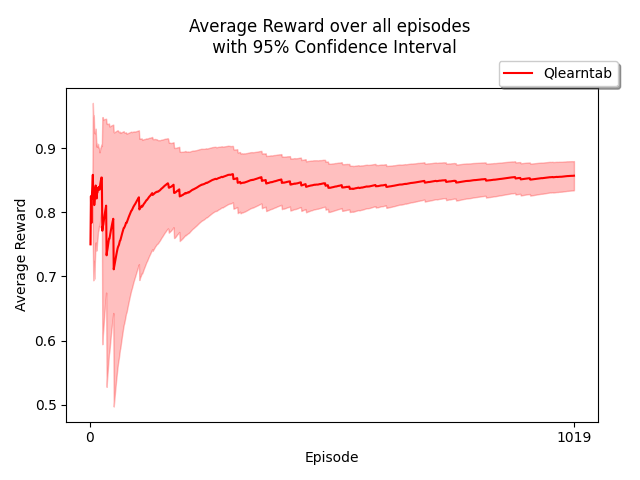 Average Reward over all episodes
with 95% Confidence Interval
Qlearntab
0.9
0.8
0.7
0.6
0.5
Average Reward
0
1019
Episode